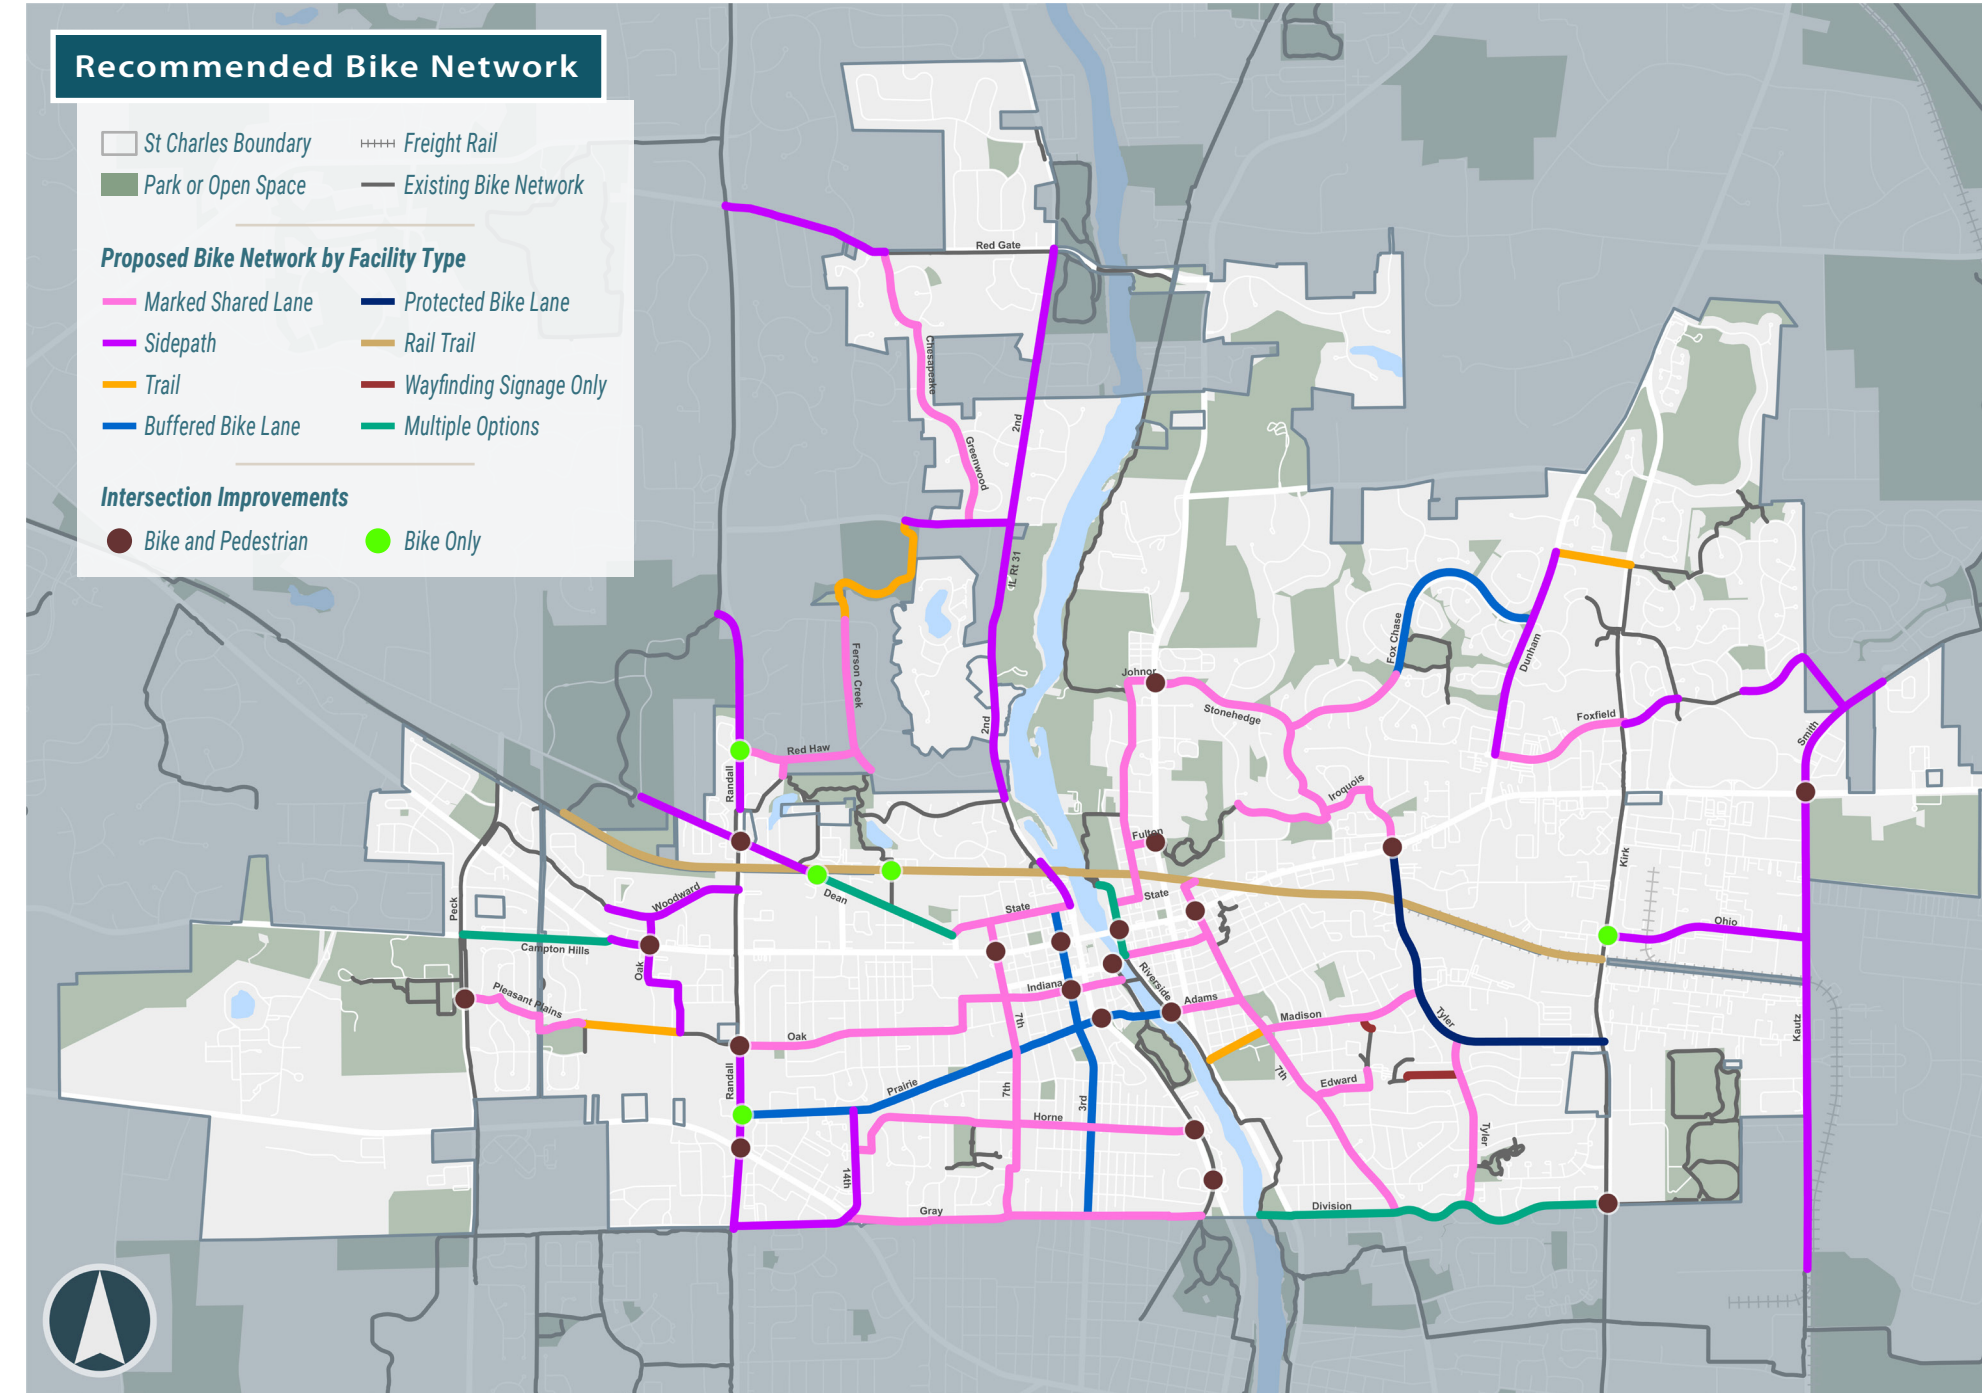 Recommended Bike Network
St Charles Boundary
Freight Rail
Park or Open Space
Existing Bike Network
Proposed Bike Network by Facility Type
Marked Shared Lane
Protected Bike Lane
Sidepath
Rail Trail
Trail
Wayfinding Signage Only
Buffered Bike Lane
Multiple Options
Intersection Improvements
Bike and Pedestrian
Bike Only
Red Gate
Chesapeake
2nd
Greenwood
IL Rt 31
Fox Chase
Dunham
Ferson Creek
Johnor
Stonehedge
Foxfield
2nd
Smith
Red Haw
Randall
Iroquois
Fulton
Kirk
Woodward
Dean
State
State
Peck
Ohio
Campton Hills
Oak
Riverside
Indiana
Adams
Pleasant Plains
7th
Madison
Tyler
Kautz
Oak
Randall
Prairie
7th
3rd
7th
Edward
Horne
Tyler
14th
Gray
Division